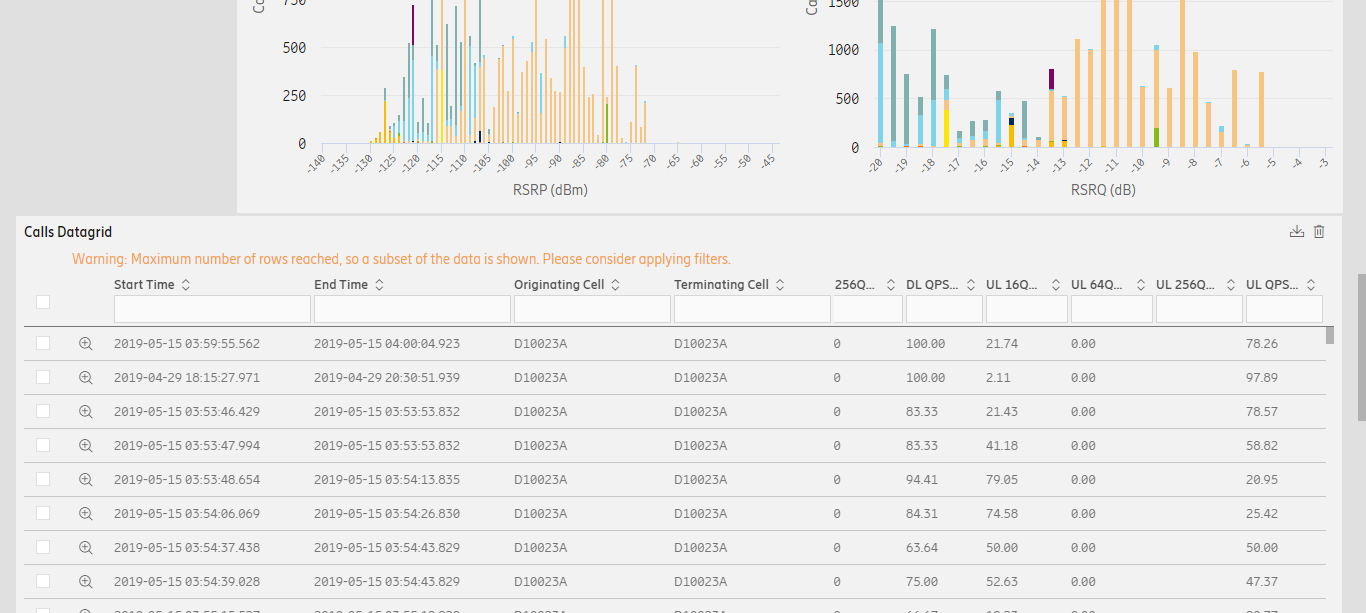 Ca
750
500
250
0
-140 -135 -130 -125 -120 -115 -110 -105 -100 -95 -90 -85 -80 -75 -70 -65 -60 -55 -50 -45
RSRP (dBm)
Ca
1500
1000
500
0
-20 -19 -18 -17 -16 -15 -14 -13 -12 -11 -10 -9 -8 -7 -6 -5 -4 -3
RSRQ (dB)
Calls Datagrid
Warning: Maximum number of rows reached, so a subset of the data is shown. Please consider applying filters.
Start Time End Time Originating Cell Terminating Cell 256Q... DL QPS... UL 16Q... UL 64Q... UL 256Q... UL QPS...
2019-05-15 03:59:55.562 2019-05-15 04:00:04.923 D10023A D10023A 0 100.00 21.74 0.00 78.26
2019-04-29 18:15:27.971 2019-04-29 20:30:51.939 D10023A D10023A 0 100.00 2.11 0.00 97.89
2019-05-15 03:53:46.429 2019-05-15 03:53:53.832 D10023A D10023A 0 83.33 21.43 0.00 78.57
2019-05-15 03:53:47.994 2019-05-15 03:53:53.832 D10023A D10023A 0 83.33 41.18 0.00 58.82
2019-05-15 03:53:48.654 2019-05-15 03:54:13.835 D10023A D10023A 0 94.41 79.05 0.00 20.95
2019-05-15 03:54:06.069 2019-05-15 03:54:26.830 D10023A D10023A 0 84.31 74.58 0.00 25.42
2019-05-15 03:54:37.438 2019-05-15 03:54:43.829 D10023A D10023A 0 63.64 50.00 0.00 50.00
2019-05-15 03:54:39.028 2019-05-15 03:54:43.829 D10023A D10023A 0 75.00 52.63 0.00 47.37